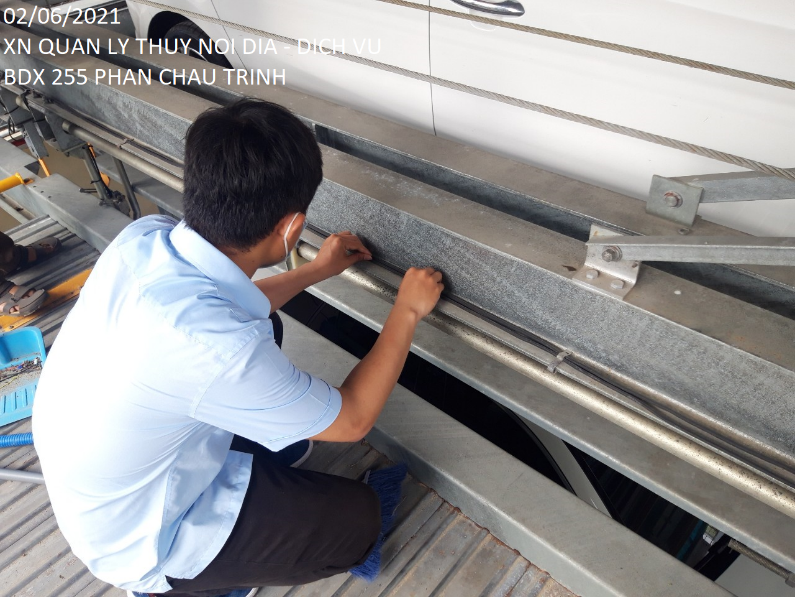 02/06/2021
XN QUAN LY THUY NOI DIA - DICH VU
BDX 255 PHAN CHAU TRINH